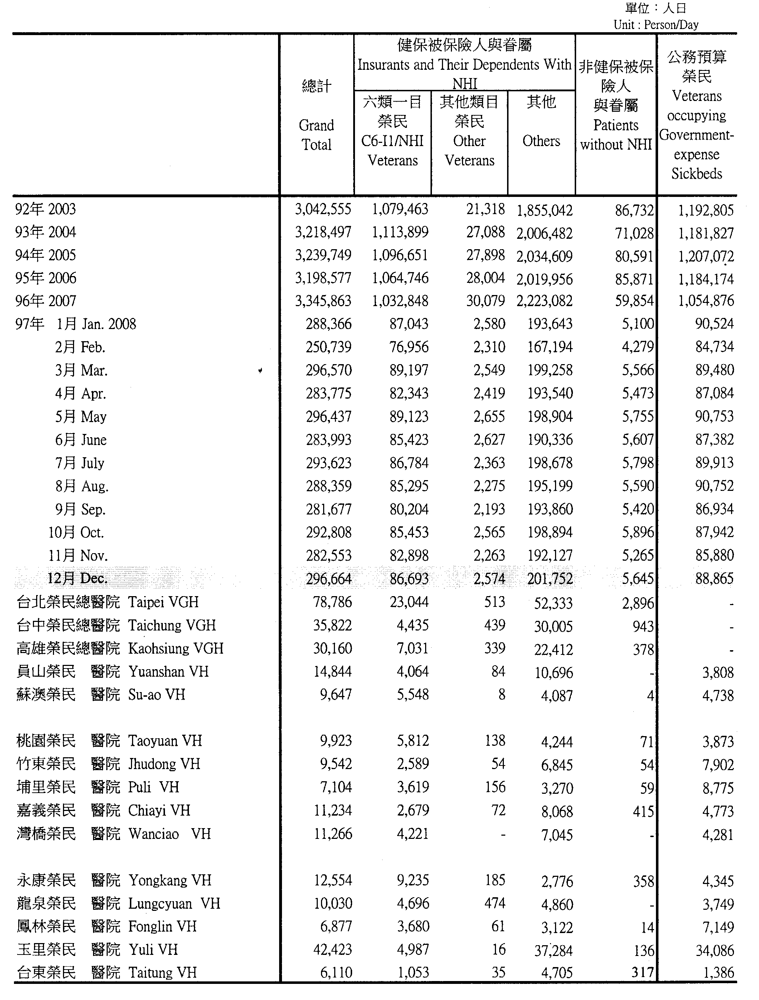 單位：人日
Unit : Person/Day
總計
Grand
Total
健保被保險人與眷屬
Insurants and Their Dependents With
NHI
六類一目
榮民
C6-I1/NHI
Veterans
其他類目
榮民
Other
Veterans
其他
Others
非健保被保
險人
與眷屬
Patients
without NHI
公務預算
榮民
Veterans
occupying
Government-
expense
Sickbeds
92年 2003 3,042,555 1,079,463 21,318 1,855,042 86,732 1,192,805
93年 2004 3,218,497 1,113,899 27,088 2,006,482 71,028 1,181,827
94年 2005 3,239,749 1,096,651 27,898 2,034,609 80,591 1,207,072
95年 2006 3,198,577 1,064,746 28,004 2,019,956 85,871 1,184,174
96年 2007 3,345,863 1,032,848 30,079 2,223,082 59,854 1,054,876
97年 1月 Jan. 2008 288,366 87,043 2,580 193,643 5,100 90,524
2月 Feb. 250,739 76,956 2,310 167,194 4,279 84,734
3月 Mar. 296,570 89,197 2,549 199,258 5,566 89,480
4月 Apr. 283,775 82,343 2,419 193,540 5,473 87,084
5月 May 296,437 89,123 2,655 198,904 5,755 90,753
6月 June 283,993 85,423 2,627 190,336 5,607 87,382
7月 July 293,623 86,784 2,363 198,678 5,798 89,913
8月 Aug. 288,359 85,295 2,275 195,199 5,590 90,752
9月 Sep. 281,677 80,204 2,193 193,860 5,420 86,934
10月 Oct. 292,808 85,453 2,565 198,894 5,896 87,942
11月 Nov. 282,553 82,898 2,263 192,127 5,265 85,880
12月 Dec. 296,664 86,693 2,574 201,752 5,645 88,865
台北榮民總醫院 Taipei VGH 78,786 23,044 513 52,333 2,896 -
台中榮民總醫院 Taichung VGH 35,822 4,435 439 30,005 943 -
高雄榮民總醫院 Kaohsiung VGH 30,160 7,031 339 22,412 378 -
員山榮民 醫院 Yuanshan VH 14,844 4,064 84 10,696 - 3,808
蘇澳榮民 醫院 Su-ao VH 9,647 5,548 8 4,087 4 4,738
桃園榮民 醫院 Taoyuan VH 9,923 5,812 138 4,244 71 3,873
竹東榮民 醫院 Jhudong VH 9,542 2,589 54 6,845 54 7,902
埔里榮民 醫院 Puli VH 7,104 3,619 156 3,270 59 8,775
嘉義榮民 醫院 Chiayi VH 11,234 2,679 72 8,068 415 4,773
灣橋榮民 醫院 Wanciao VH 11,266 4,221 - 7,045 - 4,281
永康榮民 醫院 Yongkang VH 12,554 9,235 185 2,776 358 4,345
龍泉榮民 醫院 Lungcyuan VH 10,030 4,696 474 4,860 - 3,749
鳳林榮民 醫院 Fonglin VH 6,877 3,680 61 3,122 14 7,149
玉里榮民 醫院 Yuli VH 42,423 4,987 16 37,284 136 34,086
台東榮民 醫院 Taitung VH 6,110 1,053 35 4,705 317 1,386